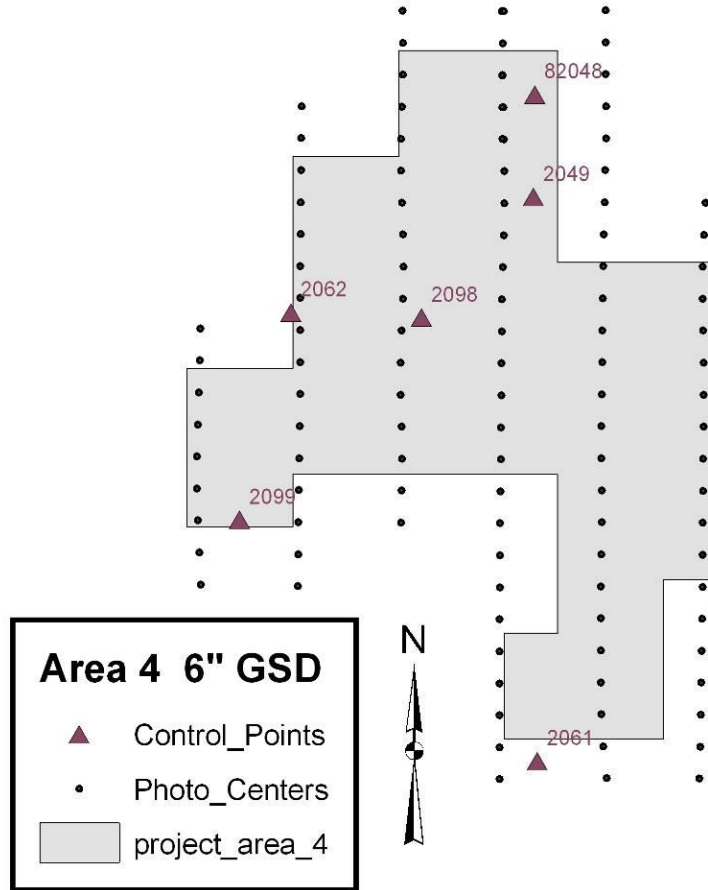 82048
2049
2062
2098
2099
N
Area 4 6" GSD
Control_Points
2061
Photo_Centers
project_area_4